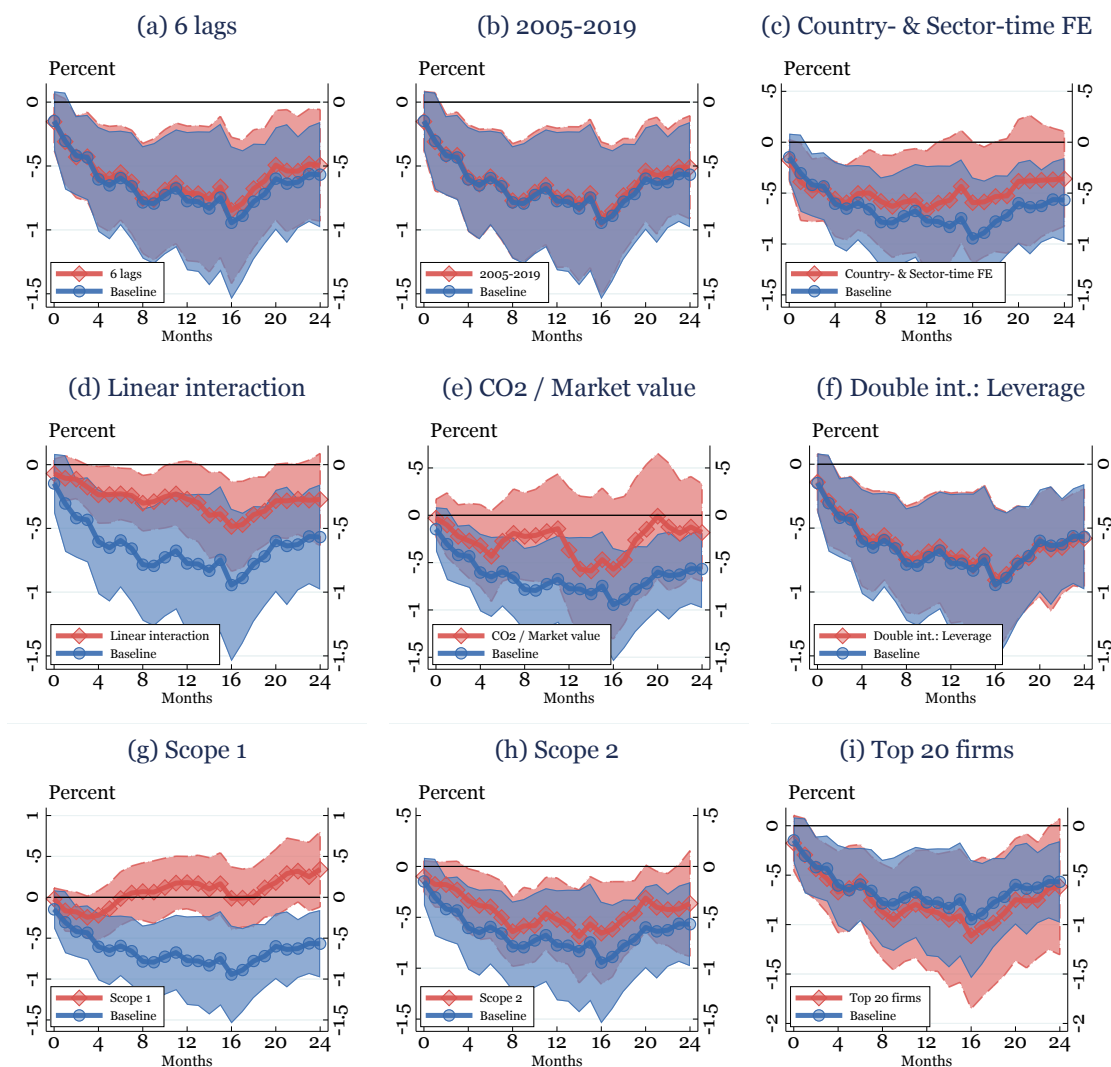 (a) 6 lags
Percent
0 -.5 -1 -1.5
0 -.5 -1 -1.5
6 lags
Baseline
0 4 8 12 16 20 24
Months
(b) 2005-2019
Percent
0 -.5 -1 -1.5
0 -.5 -1 -1.5
2005-2019
Baseline
0 4 8 12 16 20 24
Months
(c) Country- & Sector-time FE
Percent
.5 0 -.5 -1 -1.5
.5 0 -.5 -1 -1.5
Country- & Sector-time FE
Baseline
0 4 8 12 16 20 24
Months
(d) Linear interaction
Percent
0 -.5 -1 -1.5
0 -.5 -1 -1.5
Linear interaction
Baseline
0 4 8 12 16 20 24
Months
(e) CO2 / Market value
Percent
.5 0 -.5 -1 -1.5
.5 0 -.5 -1 -1.5
CO2 / Market value
Baseline
0 4 8 12 16 20 24
Months
(f) Double int.: Leverage
Percent
0 -.5 -1 -1.5
0 -.5 -1 -1.5
Double int.: Leverage
Baseline
0 4 8 12 16 20 24
Months
(g) Scope 1
Percent
1 .5 0 -.5 -1 -1.5
1 .5 0 -.5 -1 -1.5
Scope 1
Baseline
0 4 8 12 16 20 24
Months
(h) Scope 2
Percent
.5 0 -.5 -1 -1.5
.5 0 -.5 -1 -1.5
Scope 2
Baseline
0 4 8 12 16 20 24
Months
(i) Top 20 firms
Percent
0 -.5 -1 -1.5 -2
0 -.5 -1 -1.5 -2
Top 20 firms
Baseline
0 4 8 12 16 20 24
Months